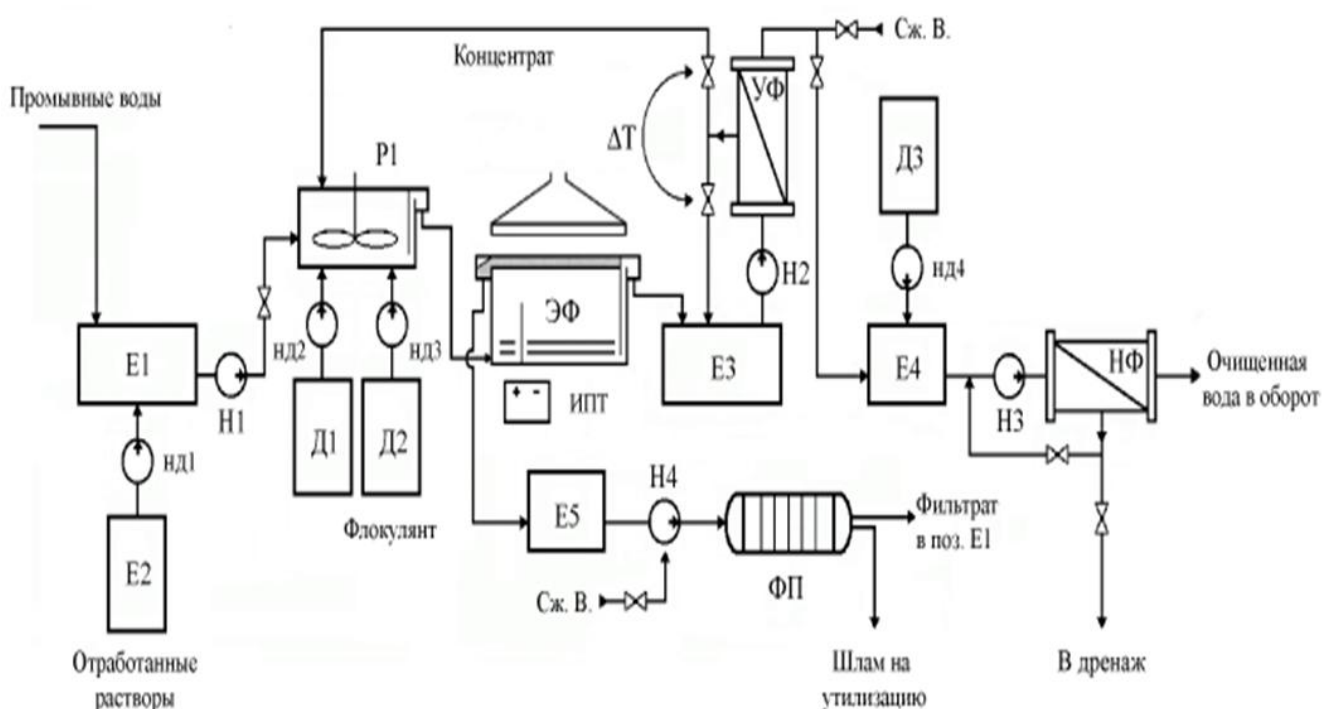 Сж. В.
Концентрат
УФ
Промывные воды
ΔТ
Р1
Д3
Н2
нд4
ЭФ
нд2
нд3
Е1
Е3
Е4
НФ
Очищенная
вода в оборот
Н1
ИПТ
Н3
Д1
Д2
нд1
Н4
Е5
Фильтрат
в поз. Е1
Флокулянт
Е2
ФП
Сж. В.
Отработанные
растворы
Шлам на
утилизацию
В дренаж